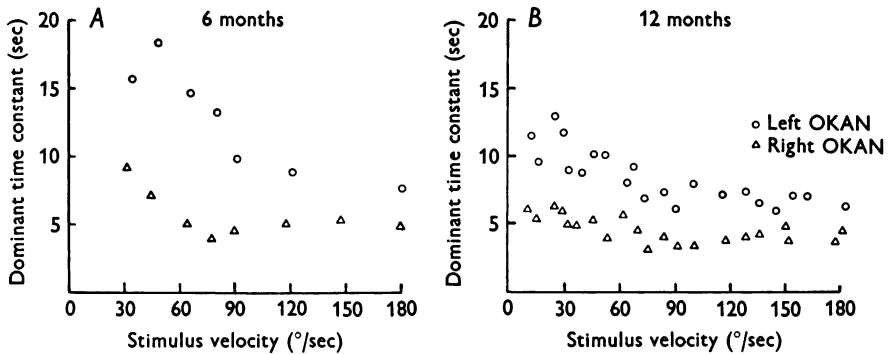 A 6 months
20
15
10
5
0 30 60 90 120 150 180
Dominant time constant (sec)
Stimulus velocity (°/sec)
B 12 months
20
15
10
5
0 30 60 90 120 150 180
Dominant time constant (sec)
Stimulus velocity (°/sec)
Left OKAN
Right OKAN